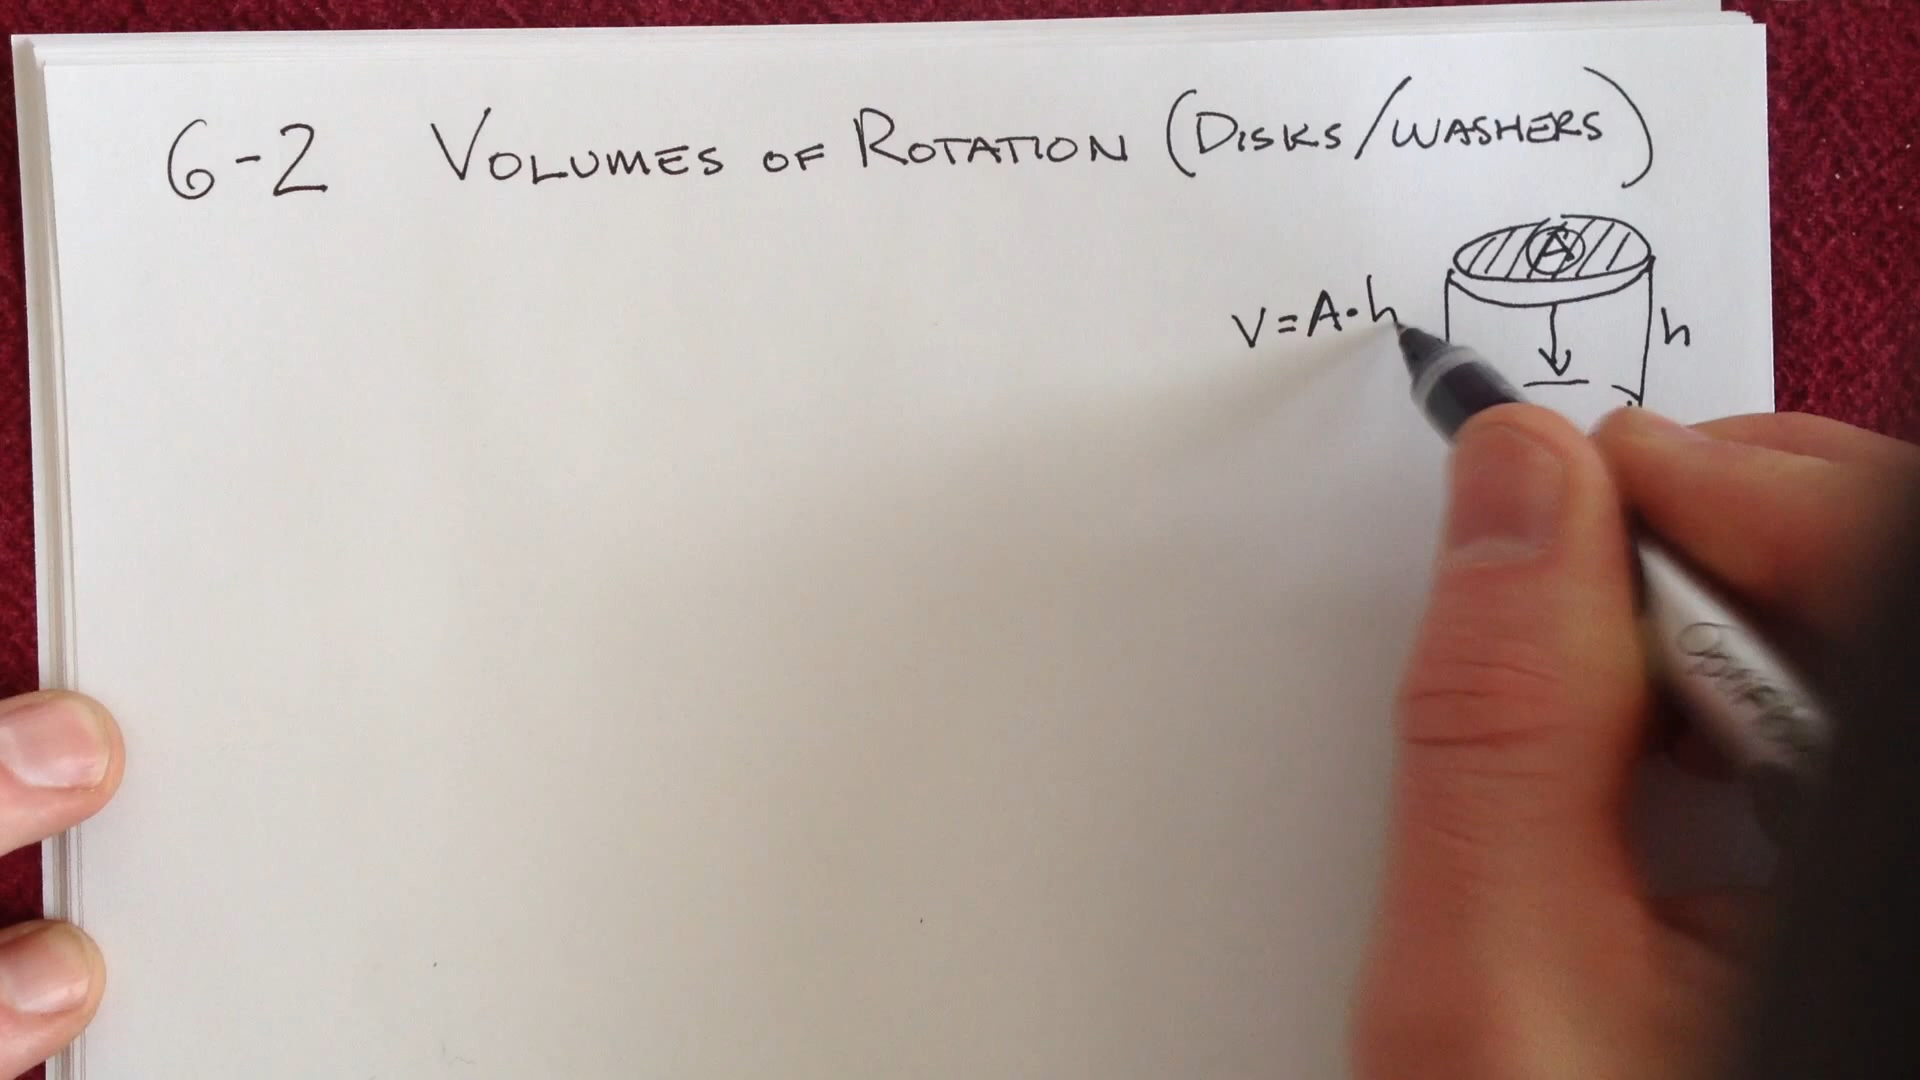 6-2 VOLUMES OF ROTATION (DISKS/WASHERS)
A
V = A · h
h